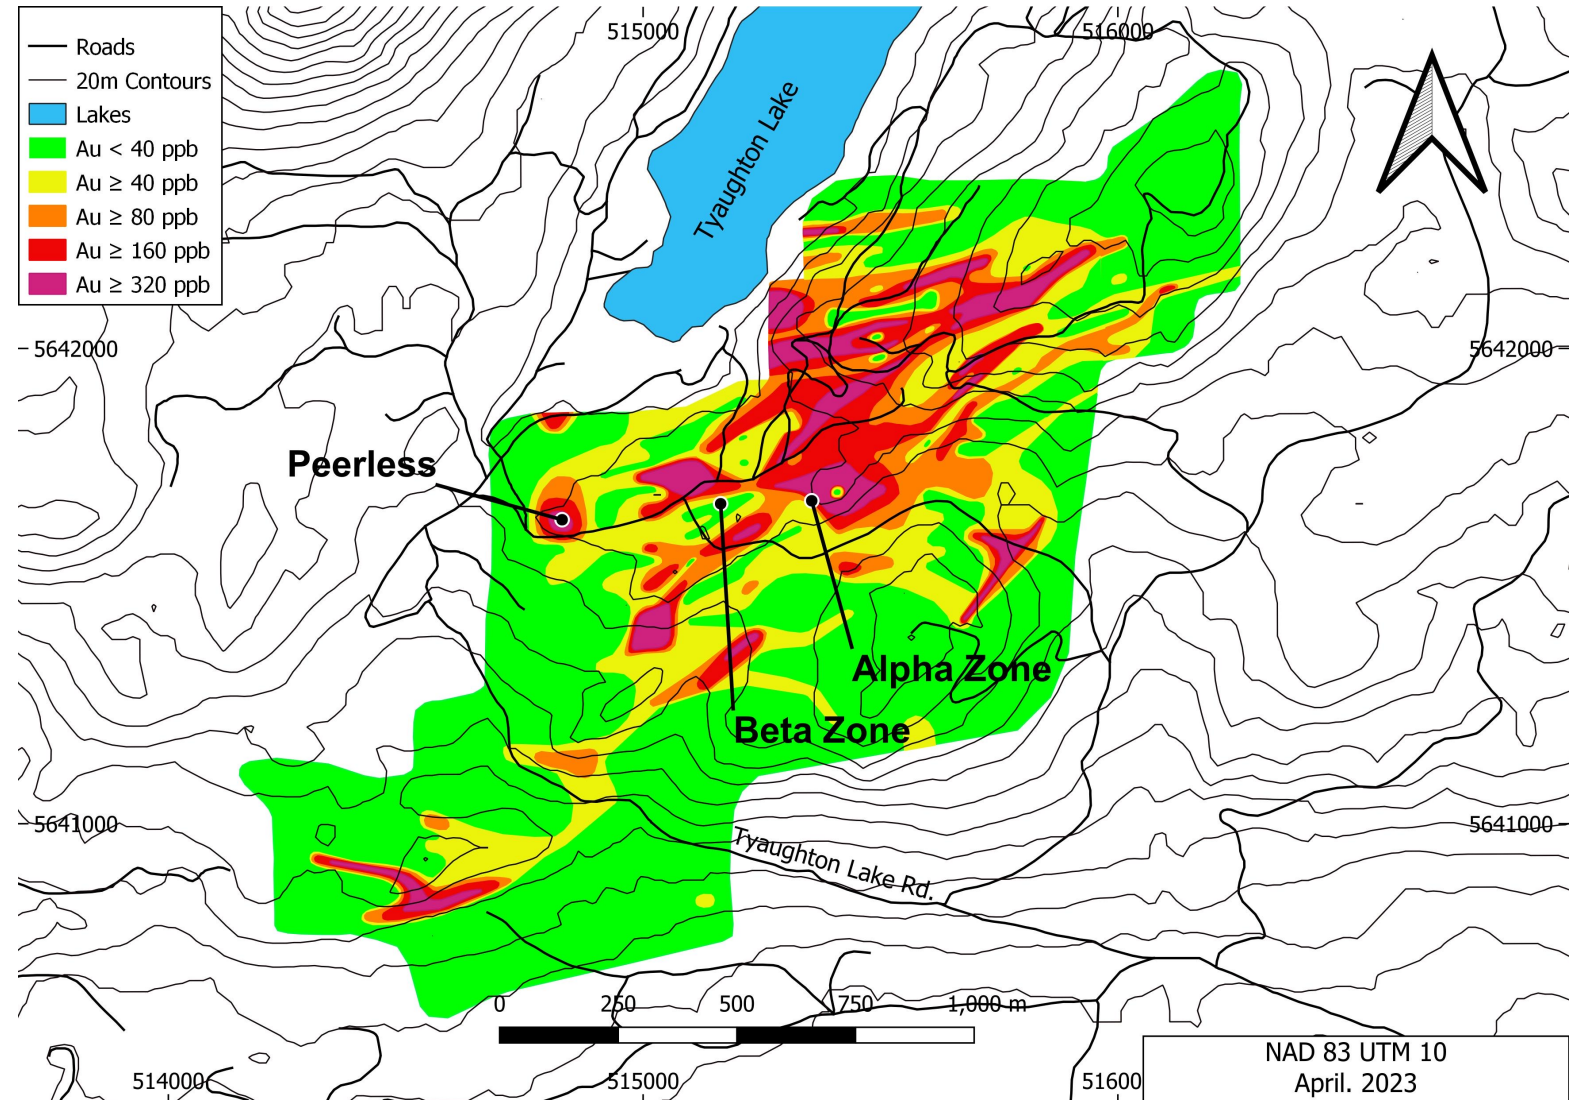 Roads
20m Contours
Lakes
Au < 40 ppb
Au ≥ 40 ppb
Au ≥ 80 ppb
Au ≥ 160 ppb
Au ≥ 320 ppb
515000
516000
Tyaughton Lake
5642000
5642000
Peerless
Alpha Zone
Beta Zone
5641000
5641000
Tyaughton Lake Rd.
0 250 500 750 1,000 m
514000
515000
51600
NAD 83 UTM 10
April. 2023